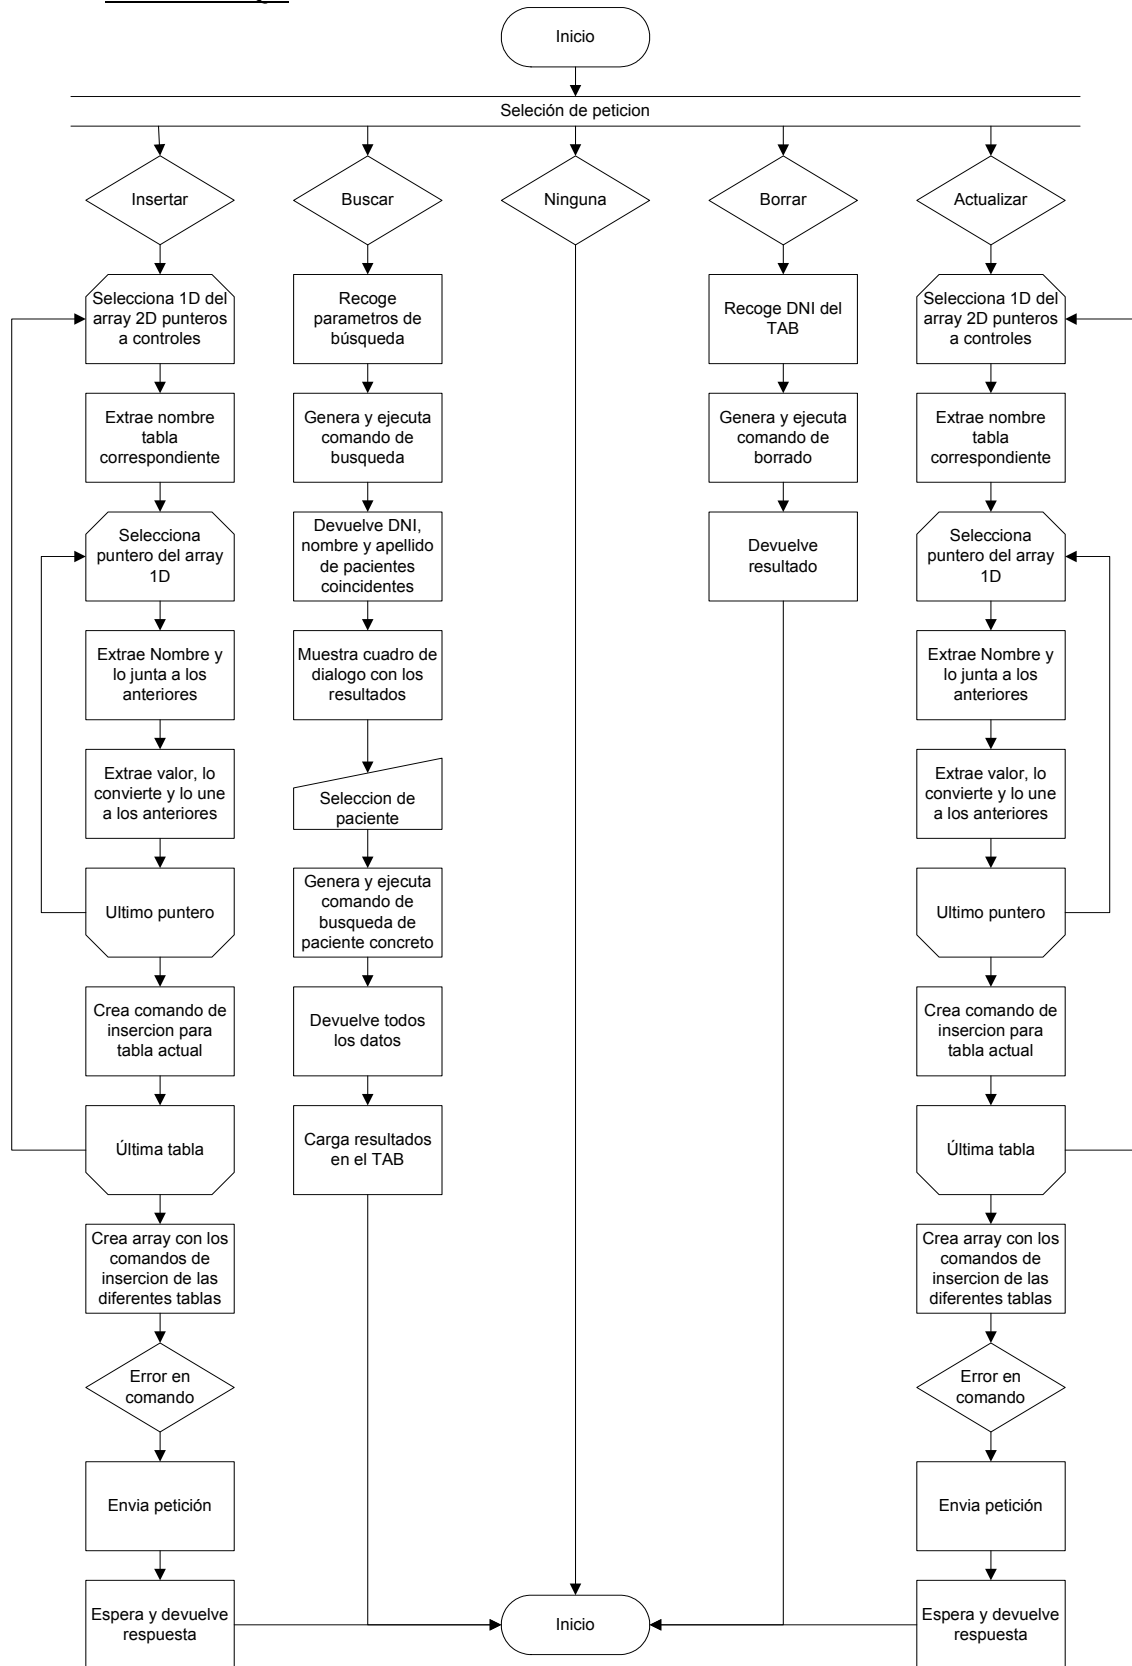 Inicio
Seleción de peticion
Insertar
Buscar
Ninguna
Borrar
Actualizar
Selecciona 1D del
array 2D punteros
a controles
Extrae nombre
tabla
correspondiente
Selecciona
puntero del array
1D
Extrae Nombre y
lo junta a los
anteriores
Extrae valor, lo
convierte y lo une
a los anteriores
Ultimo puntero
Crea comando de
insercion para
tabla actual
Última tabla
Crea array con los
comandos de
insercion de las
diferentes tablas
Error en
comando
Envia petición
Espera y devuelve
respuesta
Recoge
parametros de
búsqueda
Genera y ejecuta
comando de
busqueda
Devuelve DNI,
nombre y apellido
de pacientes
coincidentes
Muestra cuadro de
dialogo con los
resultados
Seleccion de
paciente
Genera y ejecuta
comando de
busqueda de
paciente concreto
Devuelve todos
los datos
Carga resultados
en el TAB
Recoge DNI del
TAB
Genera y ejecuta
comando de
borrado
Devuelve
resultado
Selecciona 1D del
array 2D punteros
a controles
Extrae nombre
tabla
correspondiente
Selecciona
puntero del array
1D
Extrae Nombre y
lo junta a los
anteriores
Extrae valor, lo
convierte y lo une
a los anteriores
Ultimo puntero
Crea comando de
insercion para
tabla actual
Última tabla
Crea array con los
comandos de
insercion de las
diferentes tablas
Error en
comando
Envia petición
Espera y devuelve
respuesta
Inicio